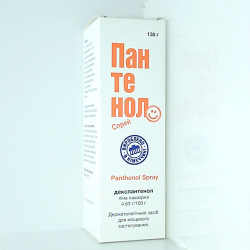 130 г
Пан
те
нол
Спрей
Panthenol Spray
декспантенол
піна нашкірна
4,63 г/100 г
Дерматологічний засіб
для місцевого
застосування